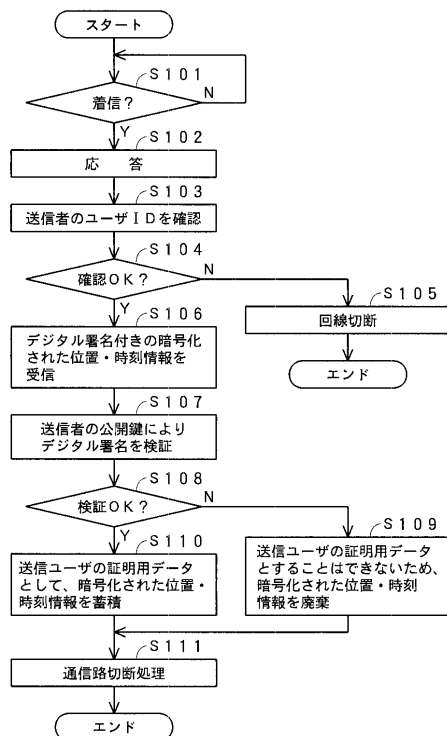 スタート
S101
着信?
N
Y
S102
応 答
S103
送信者のユーザIDを確認
S104
確認OK?
N
Y
S105
回線切断
エンド
S106
デジタル署名付きの暗号化
された位置・時刻情報を
受信
S107
送信者の公開鍵により
デジタル署名を検証
S108
検証OK?
N
Y
S109
送信ユーザの証明用データ
とすることはできないため、
暗号化された位置・時刻
情報を廃棄
S110
送信ユーザの証明用データ
として、暗号化された位置・
時刻情報を蓄積
S111
通信路切断処理
エンド